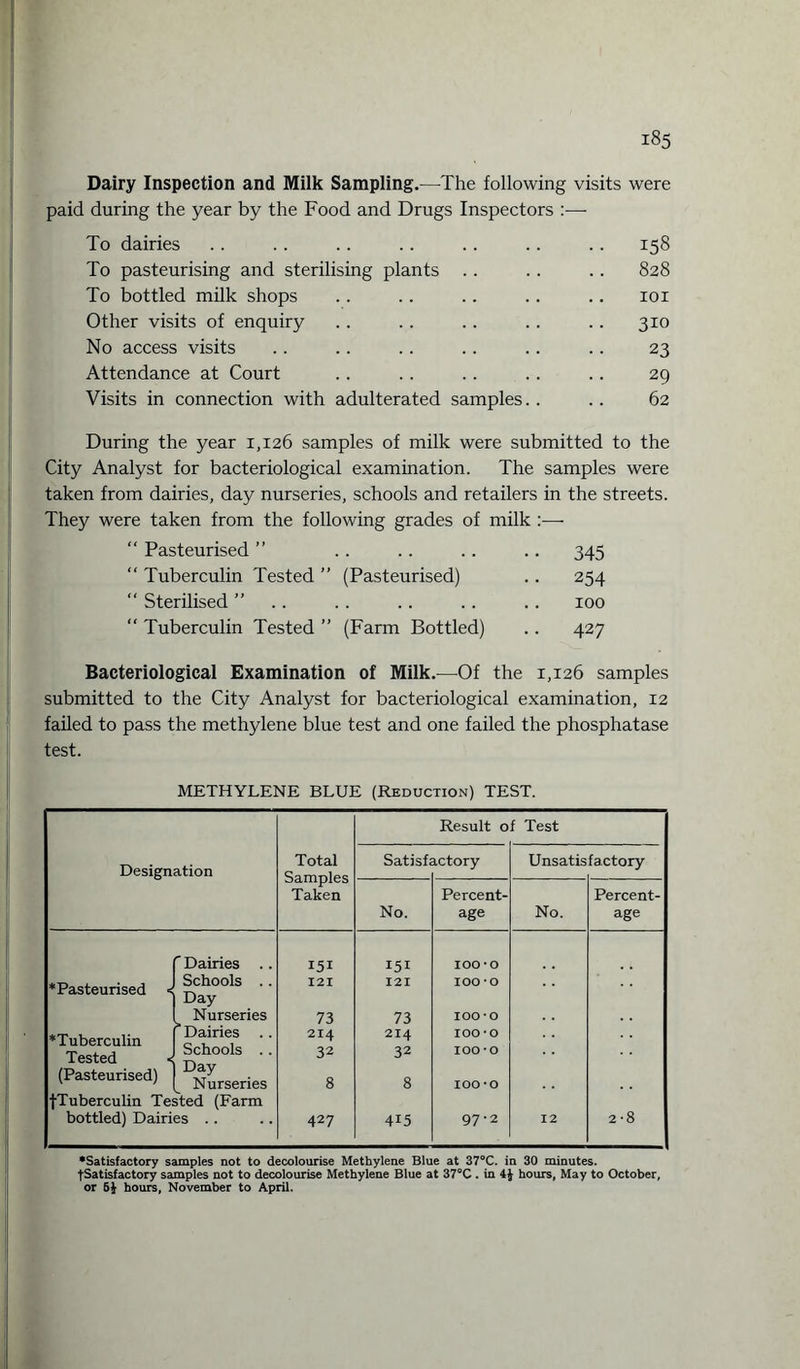 185
Dairy Inspection and Milk Sampling.—The following visits were
paid during the year by the Food and Drugs Inspectors :—
To dairies .. .. .. .. .. .. .. 158
To pasteurising and sterilising plants .. .. .. 828
To bottled milk shops .. .. .. .. .. 101
Other visits of enquiry .. .. .. .. .. 310
No access visits .. .. .. .. .. .. 23
Attendance at Court .. .. .. .. .. 29
Visits in connection with adulterated samples.. .. 62
During the year 1,126 samples of milk were submitted to the
City Analyst for bacteriological examination. The samples were
taken from dairies, day nurseries, schools and retailers in the streets.
They were taken from the following grades of milk :—
“ Pasteurised ” .. .. .. .. 345
“ Tuberculin Tested ” (Pasteurised) .. 254
“ Sterilised ” .. .. .. .. .. 100
“ Tuberculin Tested ” (Farm Bottled) .. 427
Bacteriological Examination of Milk.—Of the 1,126 samples
submitted to the City Analyst for bacteriological examination, 12
failed to pass the methylene blue test and one failed the phosphatase
test.
METHYLENE BLUE (Reduction) TEST.
Designation Total Samples Taken Result of Test
Satisfactory Unsatisfactory
No. Percentage No. Percentage
*Pasteurised { Dairies .. 151 151 100·0 .. ..
Schools .. 121 121 100·0 .. ..
Day
Nurseries 73 73 100·0 .. ..
*Tuberculin Tested (Pasteurised) { Dairies .. 214 214 100·0 .. ..
Schools .. 32 32 100·0 .. ..
Day
Nurseries 8 8 100·0 .. ..
†Tuberculin Tested (Farm
bottled) Dairies .. .. 427 415 97·2 12 2·8
*Satisfactory samples not to decolourise Methylene Blue at 37°C. in 30 minutes.
†Satisfactory samples not to decolourise Methylene Blue at 37°C . in 4½ hours, May to October,
or 5½ hours, November to April.